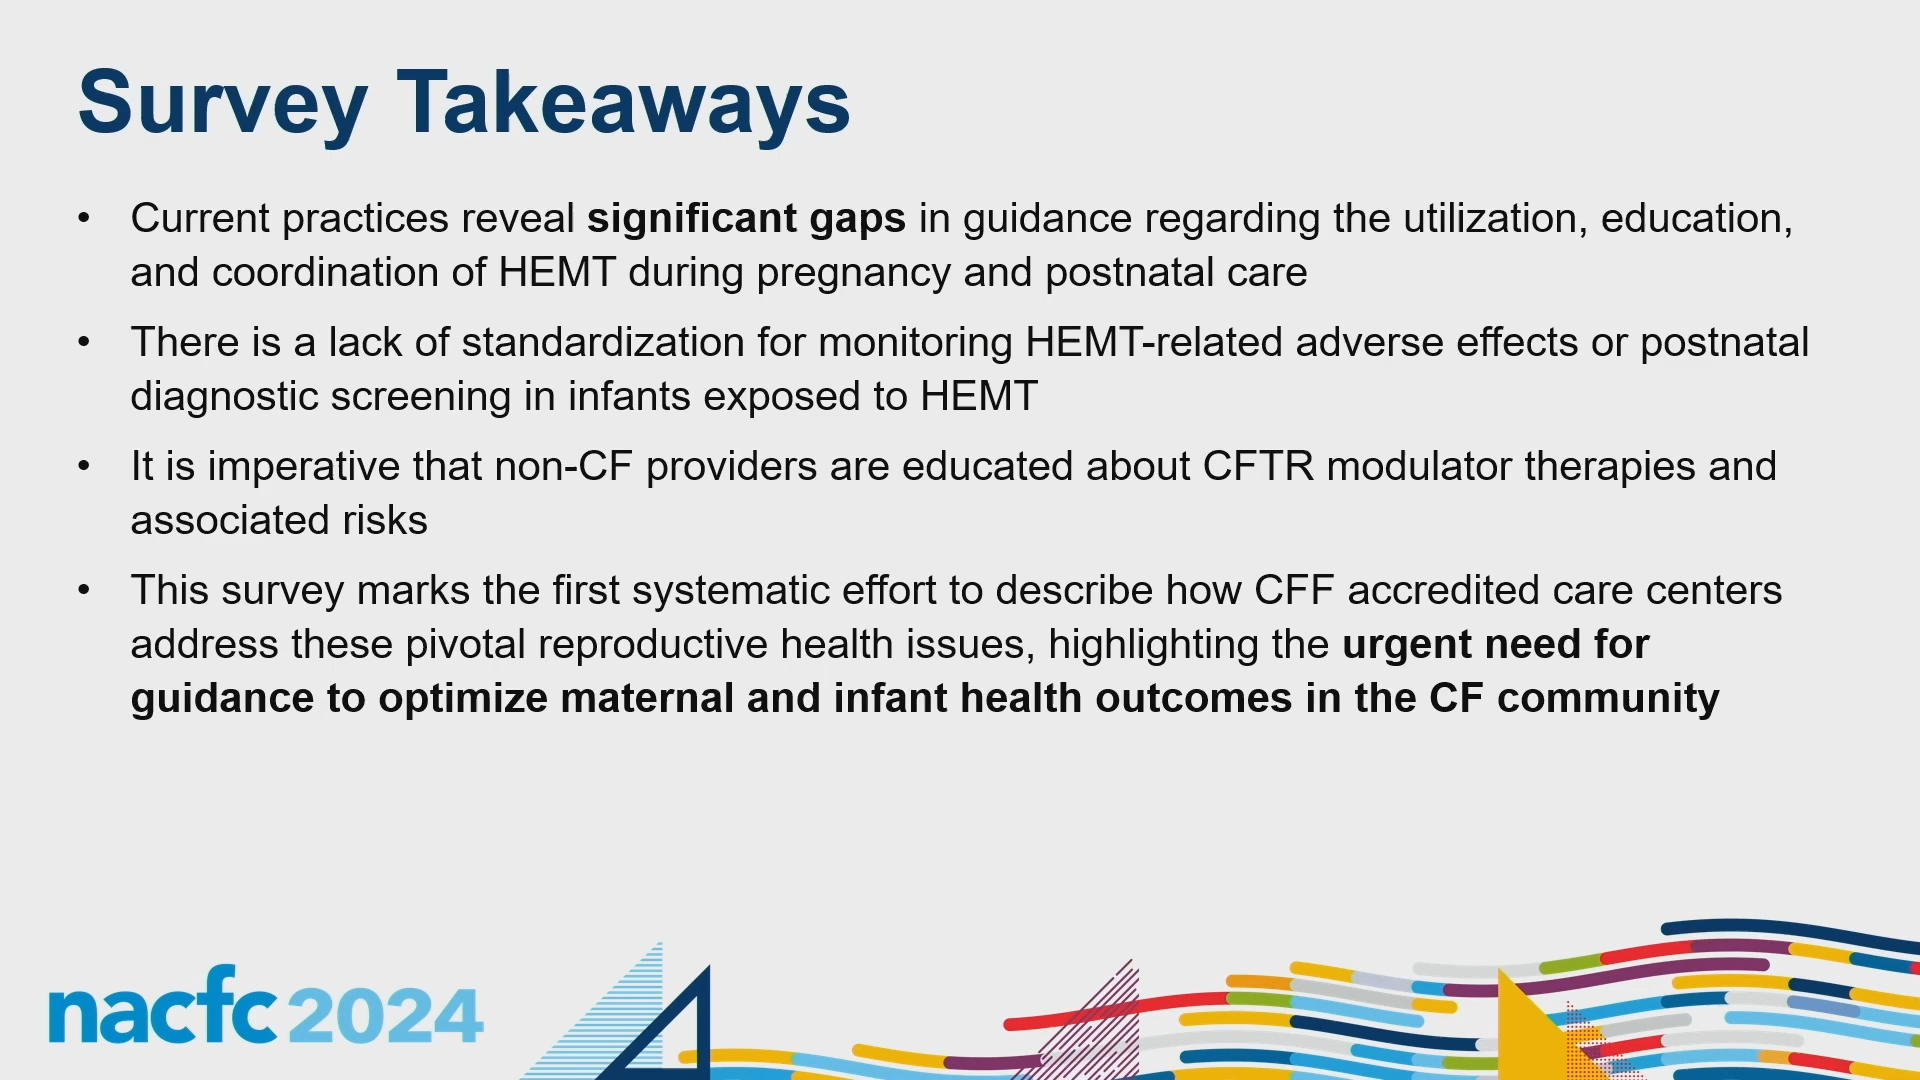 Survey Takeaways
• Current practices reveal significant gaps in guidance regarding the utilization, education,
and coordination of HEMT during pregnancy and postnatal care
• There is a lack of standardization for monitoring HEMT-related adverse effects or postnatal
diagnostic screening in infants exposed to HEMT
• It is imperative that non-CF providers are educated about CFTR modulator therapies and
associated risks
• This survey marks the first systematic effort to describe how CFF accredited care centers
address these pivotal reproductive health issues, highlighting the urgent need for
guidance to optimize maternal and infant health outcomes in the CF community
nacfc 2024